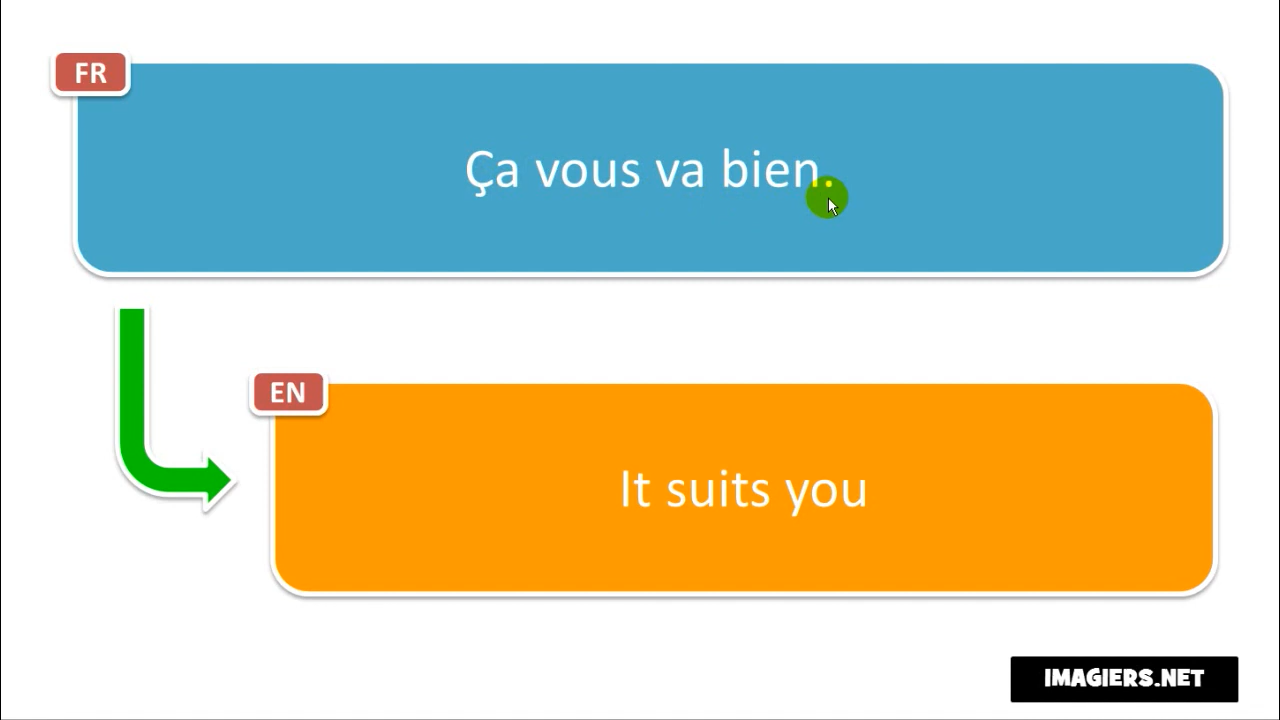 FR
Ça vous va bien.
EN
It suits you
IMAGIERS.NET